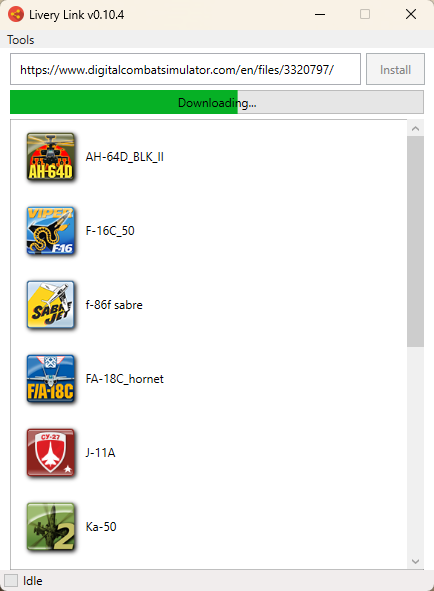 Livery Link v0.10.4
Tools
https://www.digitalcombatsimulator.com/en/files/3320797/ Install
Downloading...
AH-64D AH-64D_BLK_II
VIPER
F16 F-16C_50
SABRE
JET f-86f sabre
F/A-18C FA-18C_hornet
СУ-27 J-11A
2 Ka-50
Idle